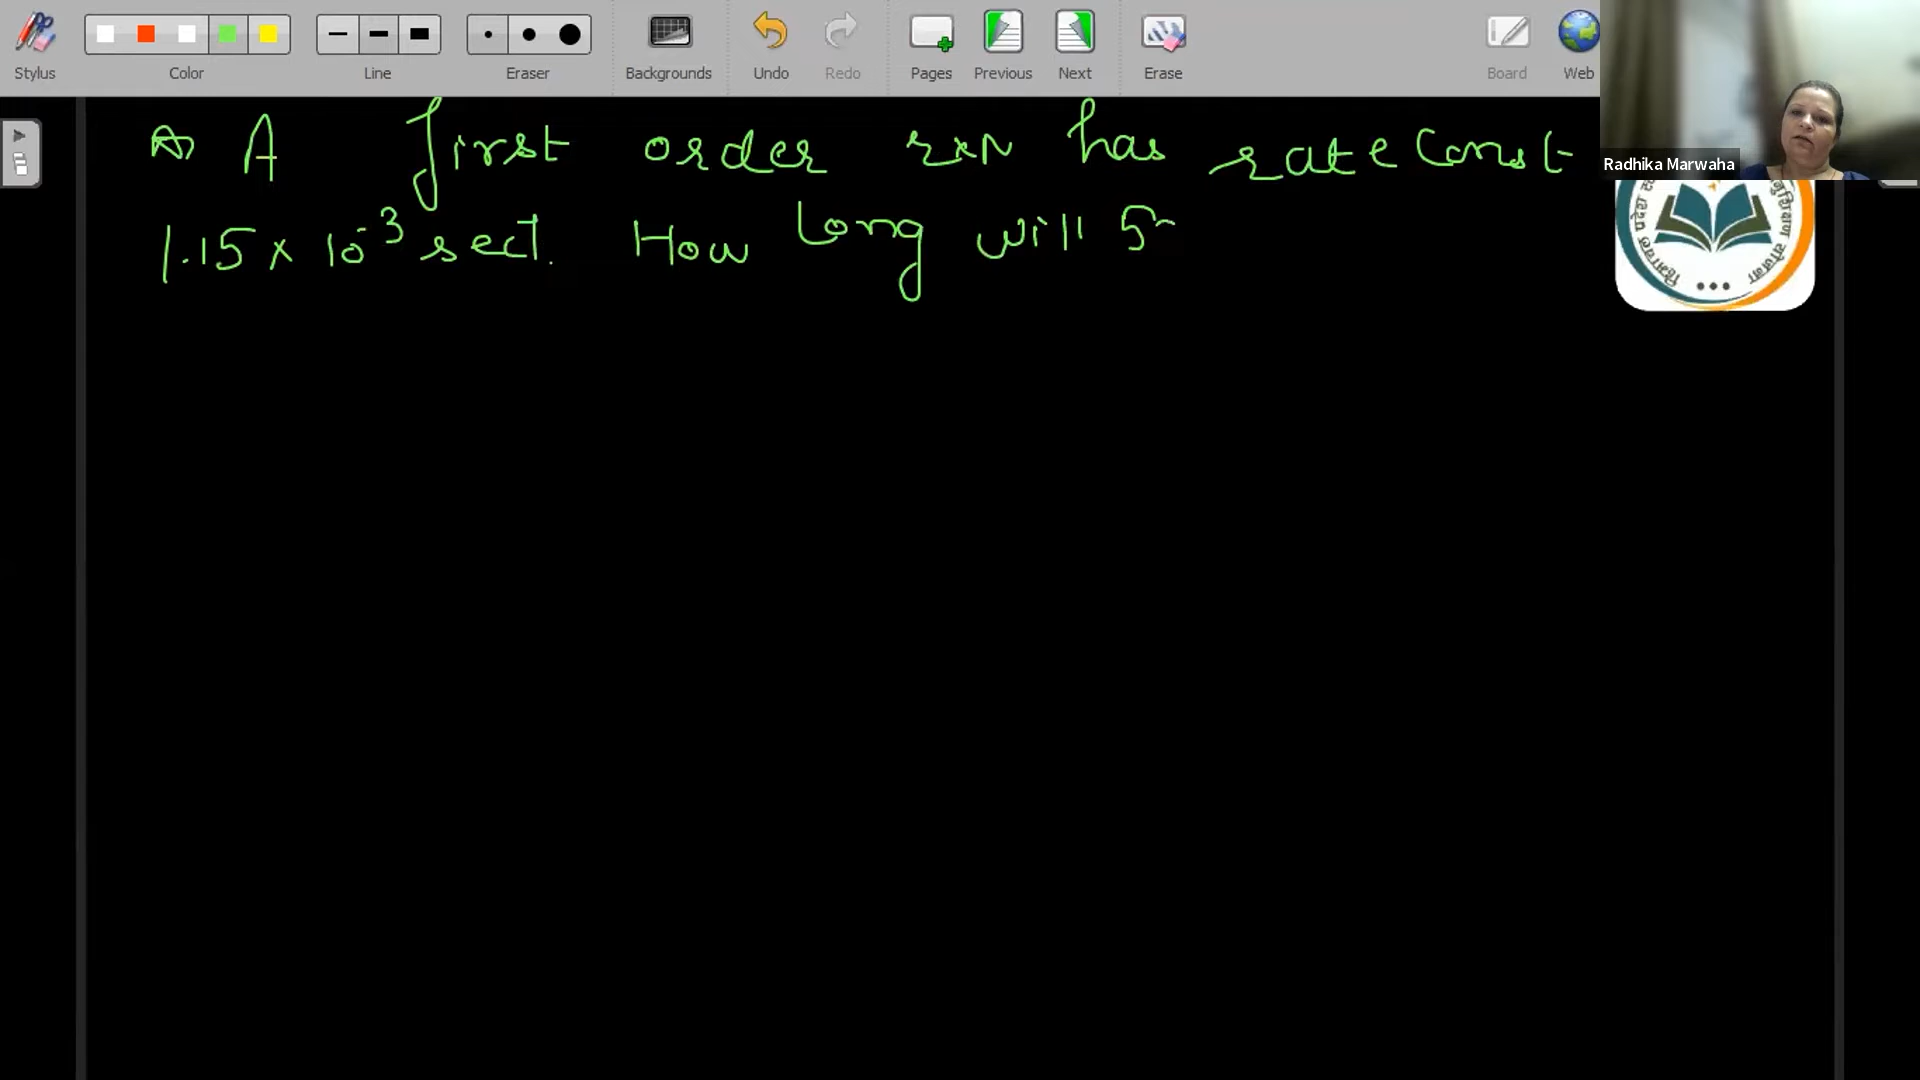 Stylus Color Line Eraser Backgrounds Undo Redo Pages Previous Next Erase Board Web
Radhika Marwaha
A first order rxn has rate Const
1.15 x 10⁻³ sec⁻¹. How long will 5